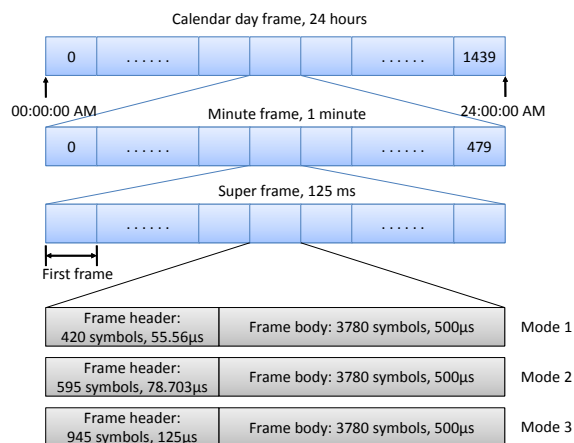 Calendar day frame, 24 hours
0 ...... ...... 1439
00:00:00 AM 24:00:00 AM
Minute frame, 1 minute
0 ...... ...... 479
Super frame, 125 ms
...... ......
First frame
Frame header:
420 symbols, 55.56μs
Frame body: 3780 symbols, 500μs
Mode 1
Frame header:
595 symbols, 78.703μs
Frame body: 3780 symbols, 500μs
Mode 2
Frame header:
945 symbols, 125μs
Frame body: 3780 symbols, 500μs
Mode 3